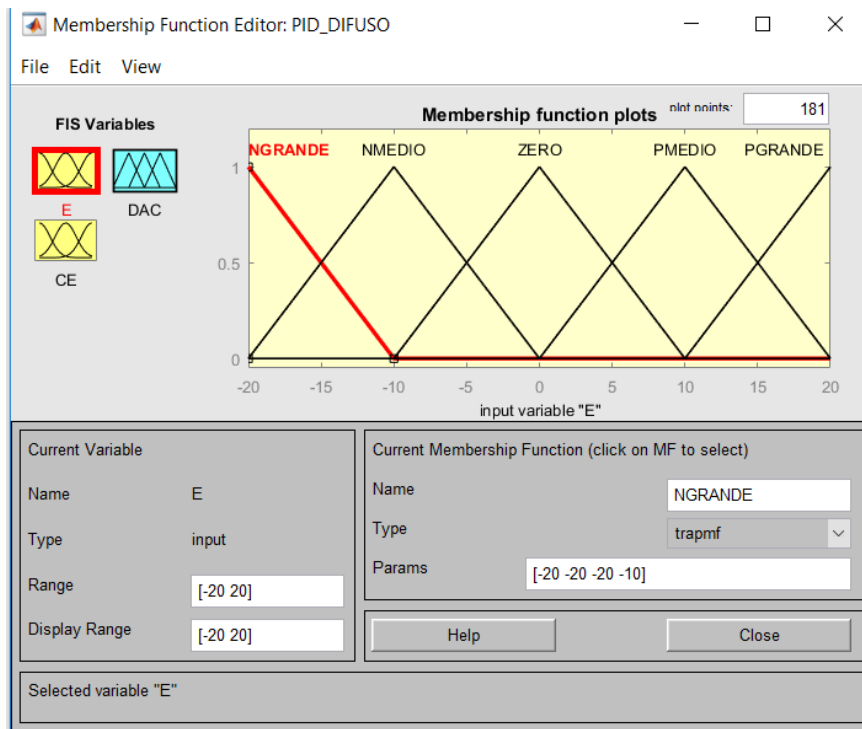 Membership Function Editor: PID_DIFUSO
File Edit View
FIS Variables
E
DAC
CE
Membership function plots
plot points:
181
NGRANDE NMEDIO ZERO PMEDIO PGRANDE
1
0.5
0
-20 -15 -10 -5 0 5 10 15 20
input variable "E"
Current Variable
Name E
Type input
Range [-20 20]
Display Range [-20 20]
Current Membership Function (click on MF to select)
Name NGRANDE
Type trapmf
Params [-20 -20 -20 -10]
Help Close
Selected variable "E"